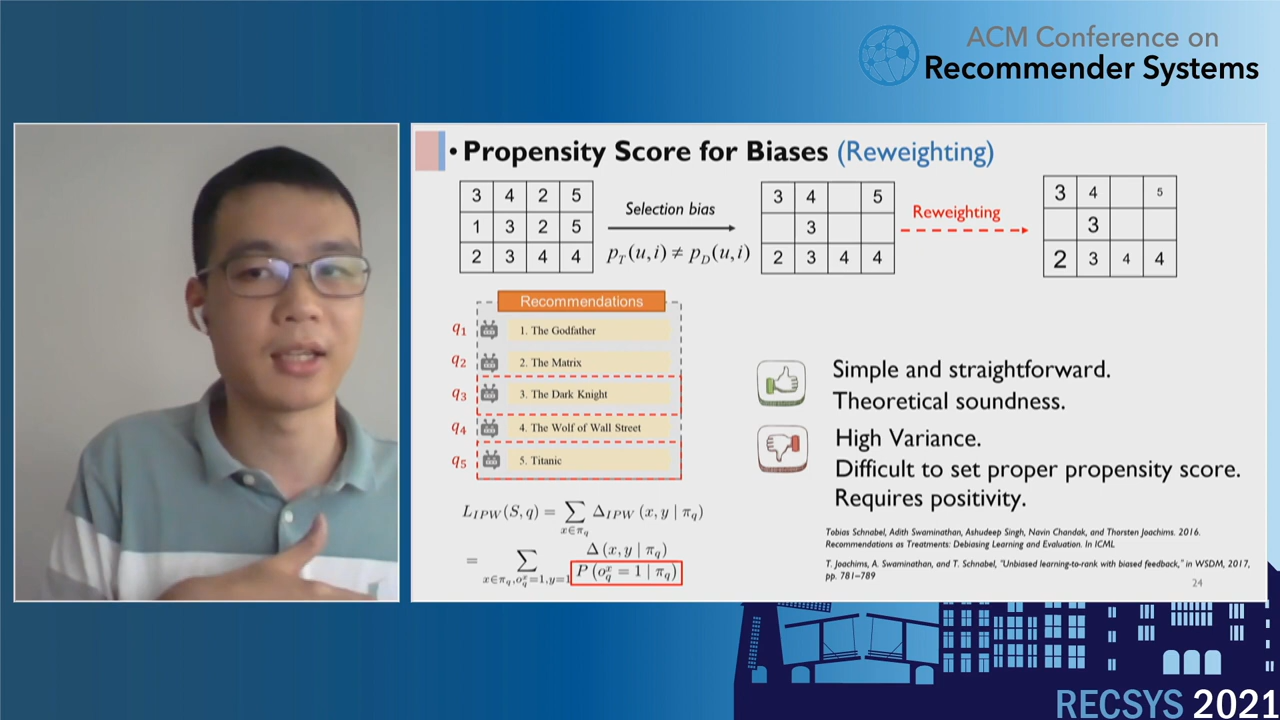 ACM Conference on
Recommender Systems
• Propensity Score for Biases (Reweighting)
3 4 2 5
1 3 2 5
2 3 4 4
Selection bias
p_T(u,i) ≠ p_D(u,i)
3 4 5
3
2 3 4 4
Reweighting
3 4 5
3
2 3 4 4
Recommendations
q₁ 1. The Godfather
q₂ 2. The Matrix
q₃ 3. The Dark Knight
q₄ 4. The Wolf of Wall Street
q₅ 5. Titanic
L_{IPW}(S, q) = ∑_{x∈π_q} Δ_{IPW} (x, y | π_q)
= ∑_{x∈π_q, o_q^x=1, y=1} Δ (x, y | π_q) / P (o_q^x = 1 | π_q)
Simple and straightforward.
Theoretical soundness.
High Variance.
Difficult to set proper propensity score.
Requires positivity.
Tobias Schnabel, Adith Swaminathan, Ashudeep Singh, Navin Chandak, and Thorsten Joachims. 2016.
Recommendations as Treatments: Debiasing Learning and Evaluation. In ICML
T. Joachims, A. Swaminathan, and T. Schnabel, "Unbiased learning-to-rank with biased feedback," in WSDM, 2017,
pp. 781–789
24
RECSYS 2021